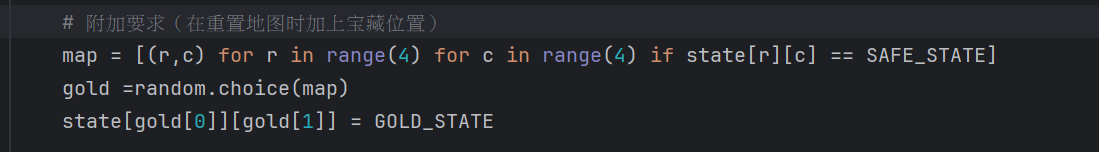 # 附加要求（在重置地图时加上宝藏位置）
map = [(r,c) for r in range(4) for c in range(4) if state[r][c] == SAFE_STATE]
gold =random.choice(map)
state[gold[0]][gold[1]] = GOLD_STATE